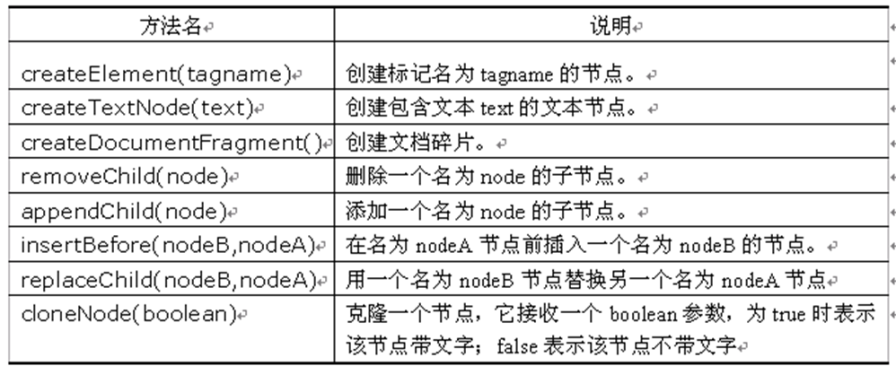 方法名 说明
createElement(tagname) 创建标记名为 tagname 的节点。
createTextNode(text) 创建包含文本 text 的文本节点。
createDocumentFragment() 创建文档碎片。
removeChild(node) 删除一个名为 node 的子节点。
appendChild(node) 添加一个名为 node 的子节点。
insertBefore(nodeB,nodeA) 在名为 nodeA 节点前插入一个名为 nodeB 的节点。
replaceChild(nodeB,nodeA) 用一个名为 nodeB 节点替换另一个名为 nodeA 节点
cloneNode(boolean) 克隆一个节点，它接收一个 boolean 参数，为 true 时表示
该节点带文字；false 表示该节点不带文字